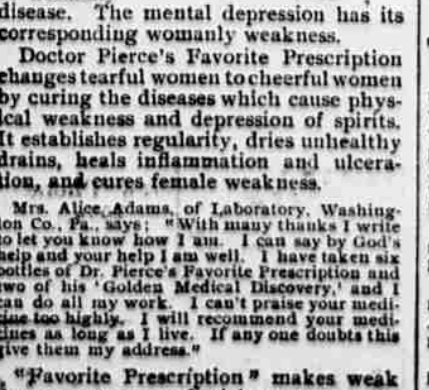 disease. The mental depression has its
corresponding womanly weakness.
Doctor Pierce's Favorite Prescription
changes tearful women to cheerful women
by curing the diseases which cause phys-
ical weakness and depression of spirits.
It establishes regularity, dries unhealthy
drains, heals inflammation and ulcera-
tion, and cures female weakness.
Mrs. Alice Adams, of Laboratory, Washing-
ton Co., Pa., says: "With many thanks I write
to let you know how I am. I can say by God's
help and your help I am well. I have taken six
bottles of Dr. Pierce's Favorite Prescription and
two of his 'Golden Medical Discovery,' and I
can do all my work. I can't praise your medi-
cine too highly. I will recommend your medi-
cines as long as I live. If any one doubts this
give them my address."
"Favorite Prescription" makes weak